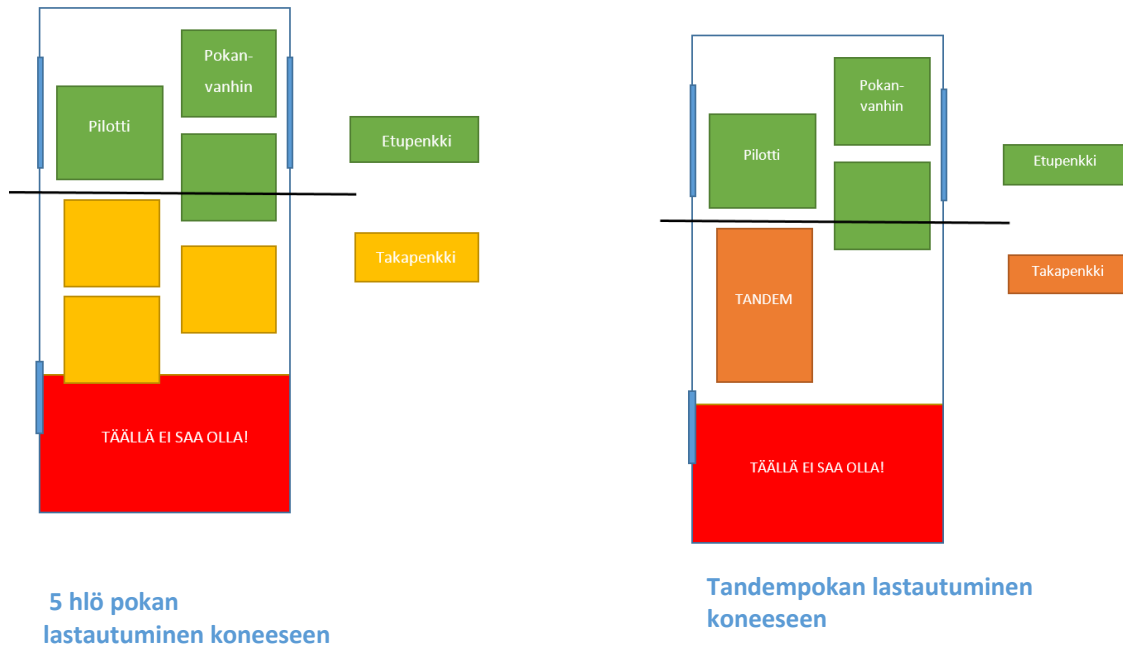 Pokan-
vanhin
Pilotti
Etupenkki
Takapenkki
TÄÄLLÄ EI SAA OLLA!
5 hlö pokan
lastautuminen koneeseen
Pokan-
vanhin
Pilotti
Etupenkki
Takapenkki
TANDEM
TÄÄLLÄ EI SAA OLLA!
Tandempokan lastautuminen
koneeseen